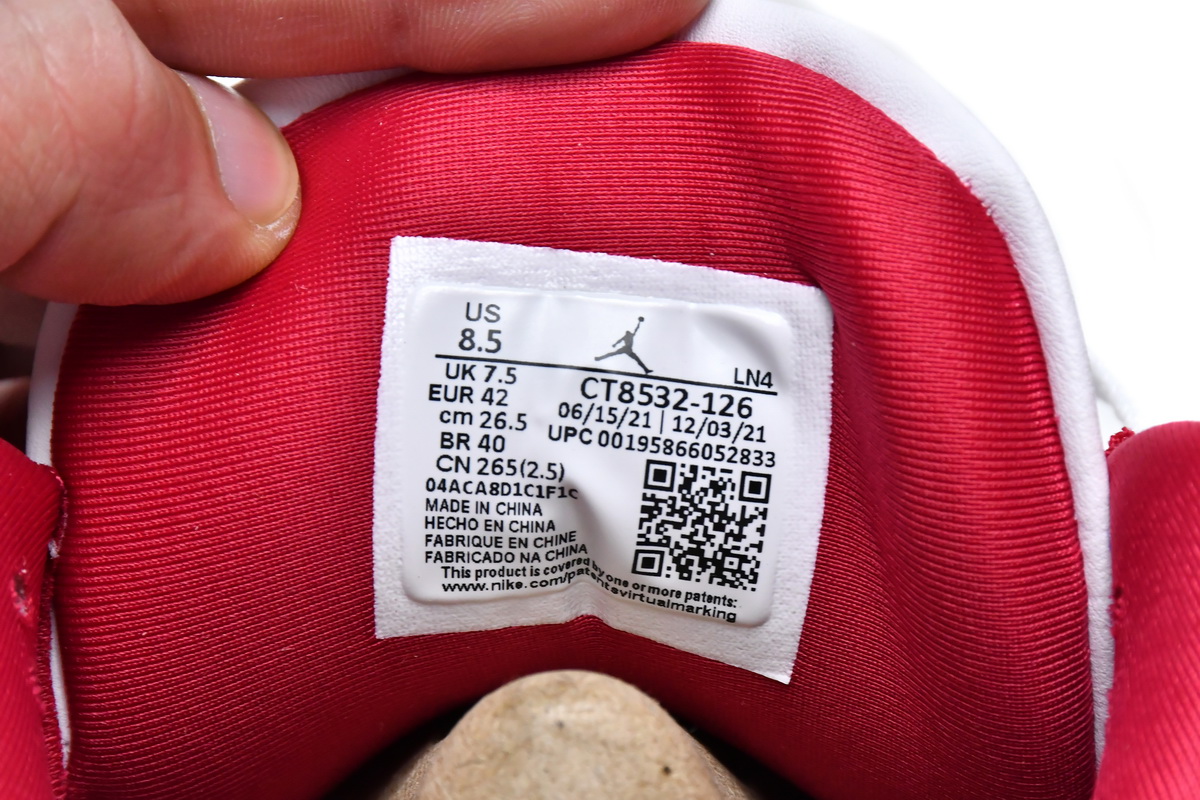 US
8.5
LN4
UK 7.5
EUR 42
cm 26.5
BR 40
CN 265(2.5)
04ACA8D1C1F1C
CT8532-126
06/15/21 | 12/03/21
UPC 00195866052833
MADE IN CHINA
HECHO EN CHINA
FABRIQUE EN CHINE
FABRICADO NA CHINA
This product is covered by one or more patents:
www.nike.com/patentsvirtualmarking